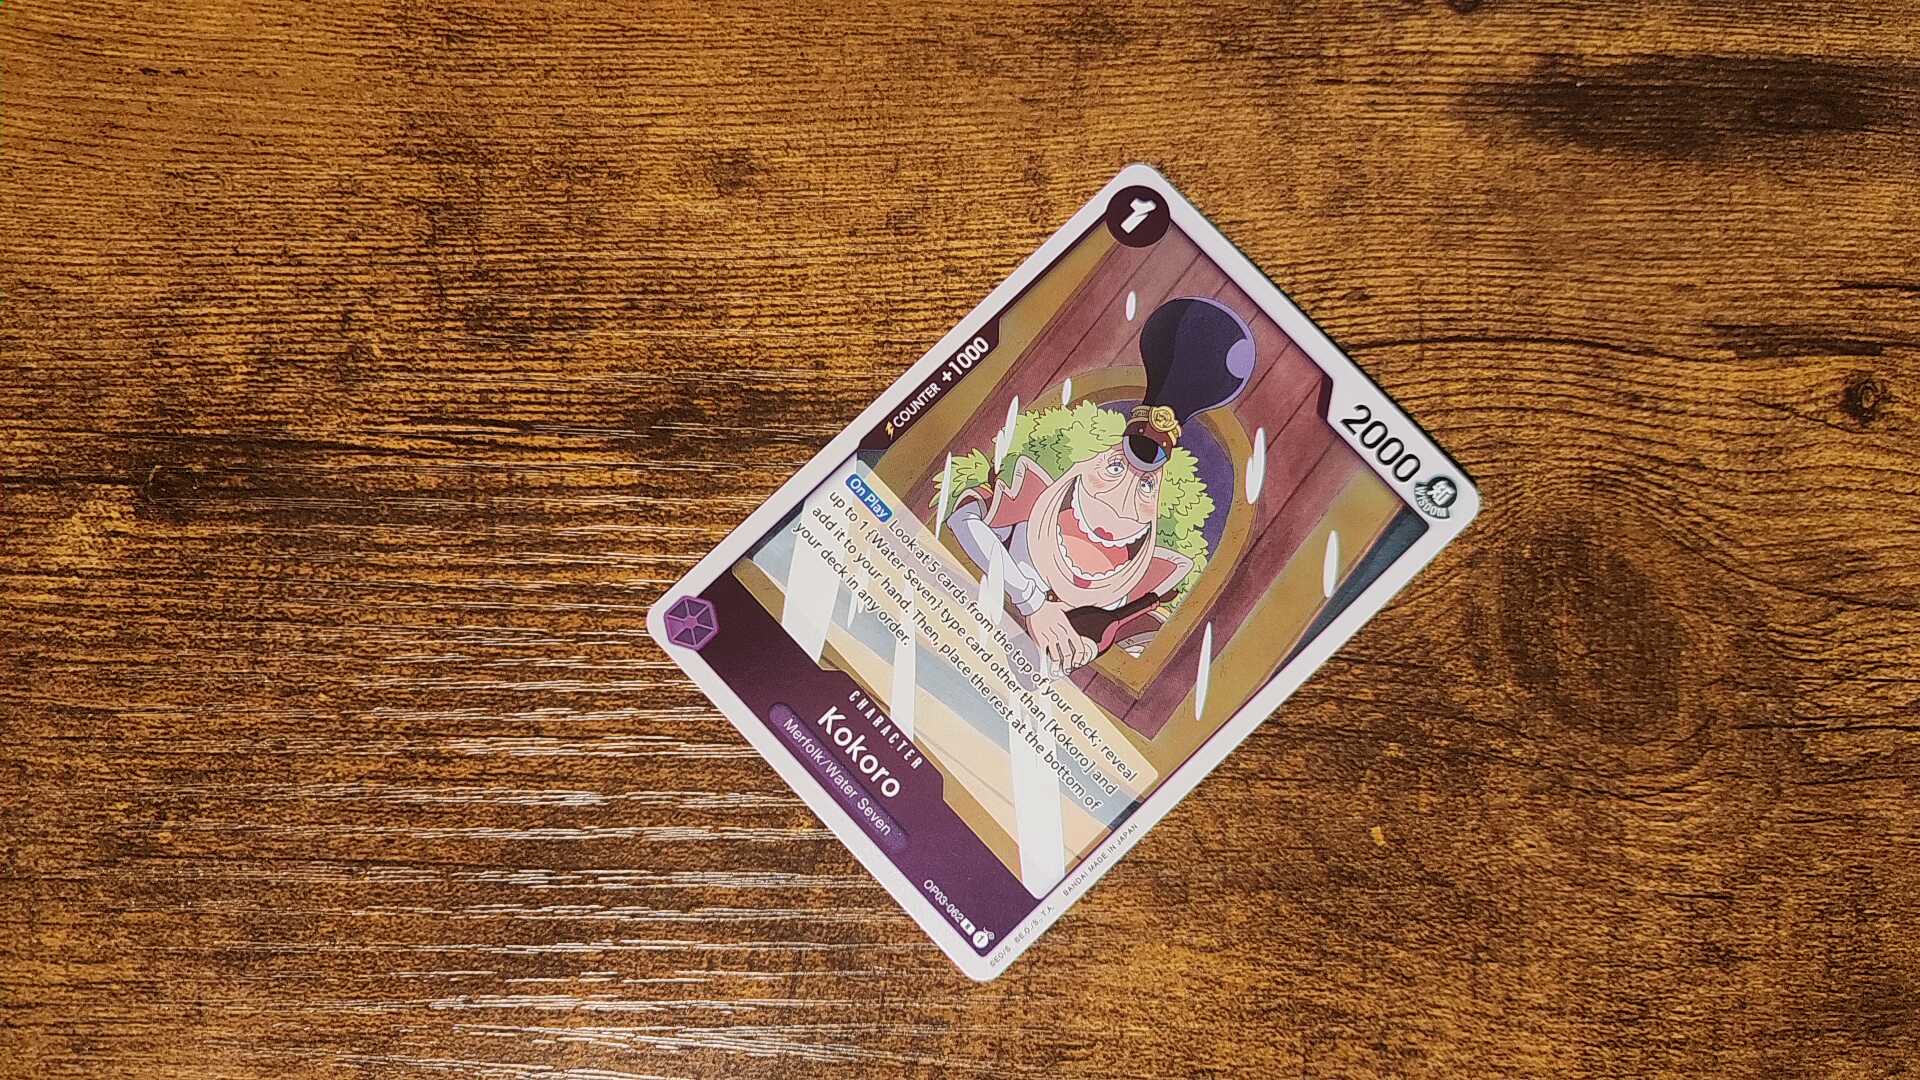 1
2000
知
WISDOM
COUNTER +1000
On Play Look at 5 cards from the top of your deck; reveal
up to 1 {Water Seven} type card other than [Kokoro] and
add it to your hand. Then, place the rest at the bottom of
your deck in any order.
CHARACTER
Kokoro
Merfolk/Water Seven
OP03-062 R 1
©E.O./S. ©E.O./S.,T.A. BANDAI MADE IN JAPAN